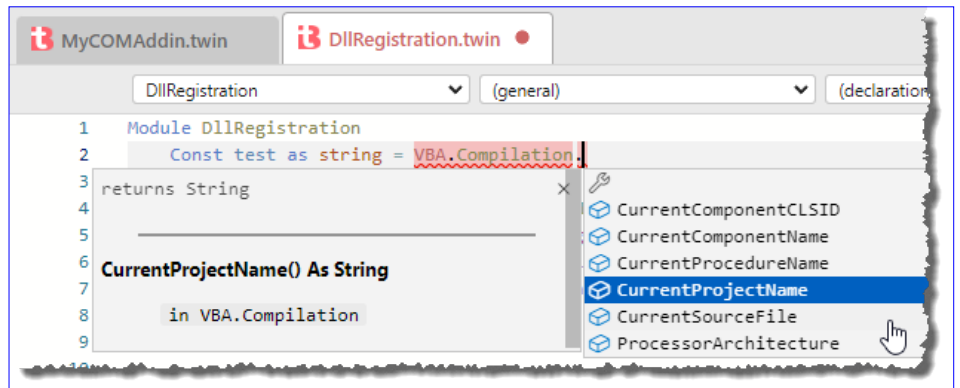 MyCOMAddin.twin DllRegistration.twin
DllRegistration (general) (declaration
1 Module DllRegistration
2 Const test as string = VBA.Compilation.
3
4
5
6
7
8
9
returns String
CurrentProjectName() As String
in VBA.Compilation
CurrentComponentCLSID
CurrentComponentName
CurrentProcedureName
CurrentProjectName
CurrentSourceFile
ProcessorArchitecture